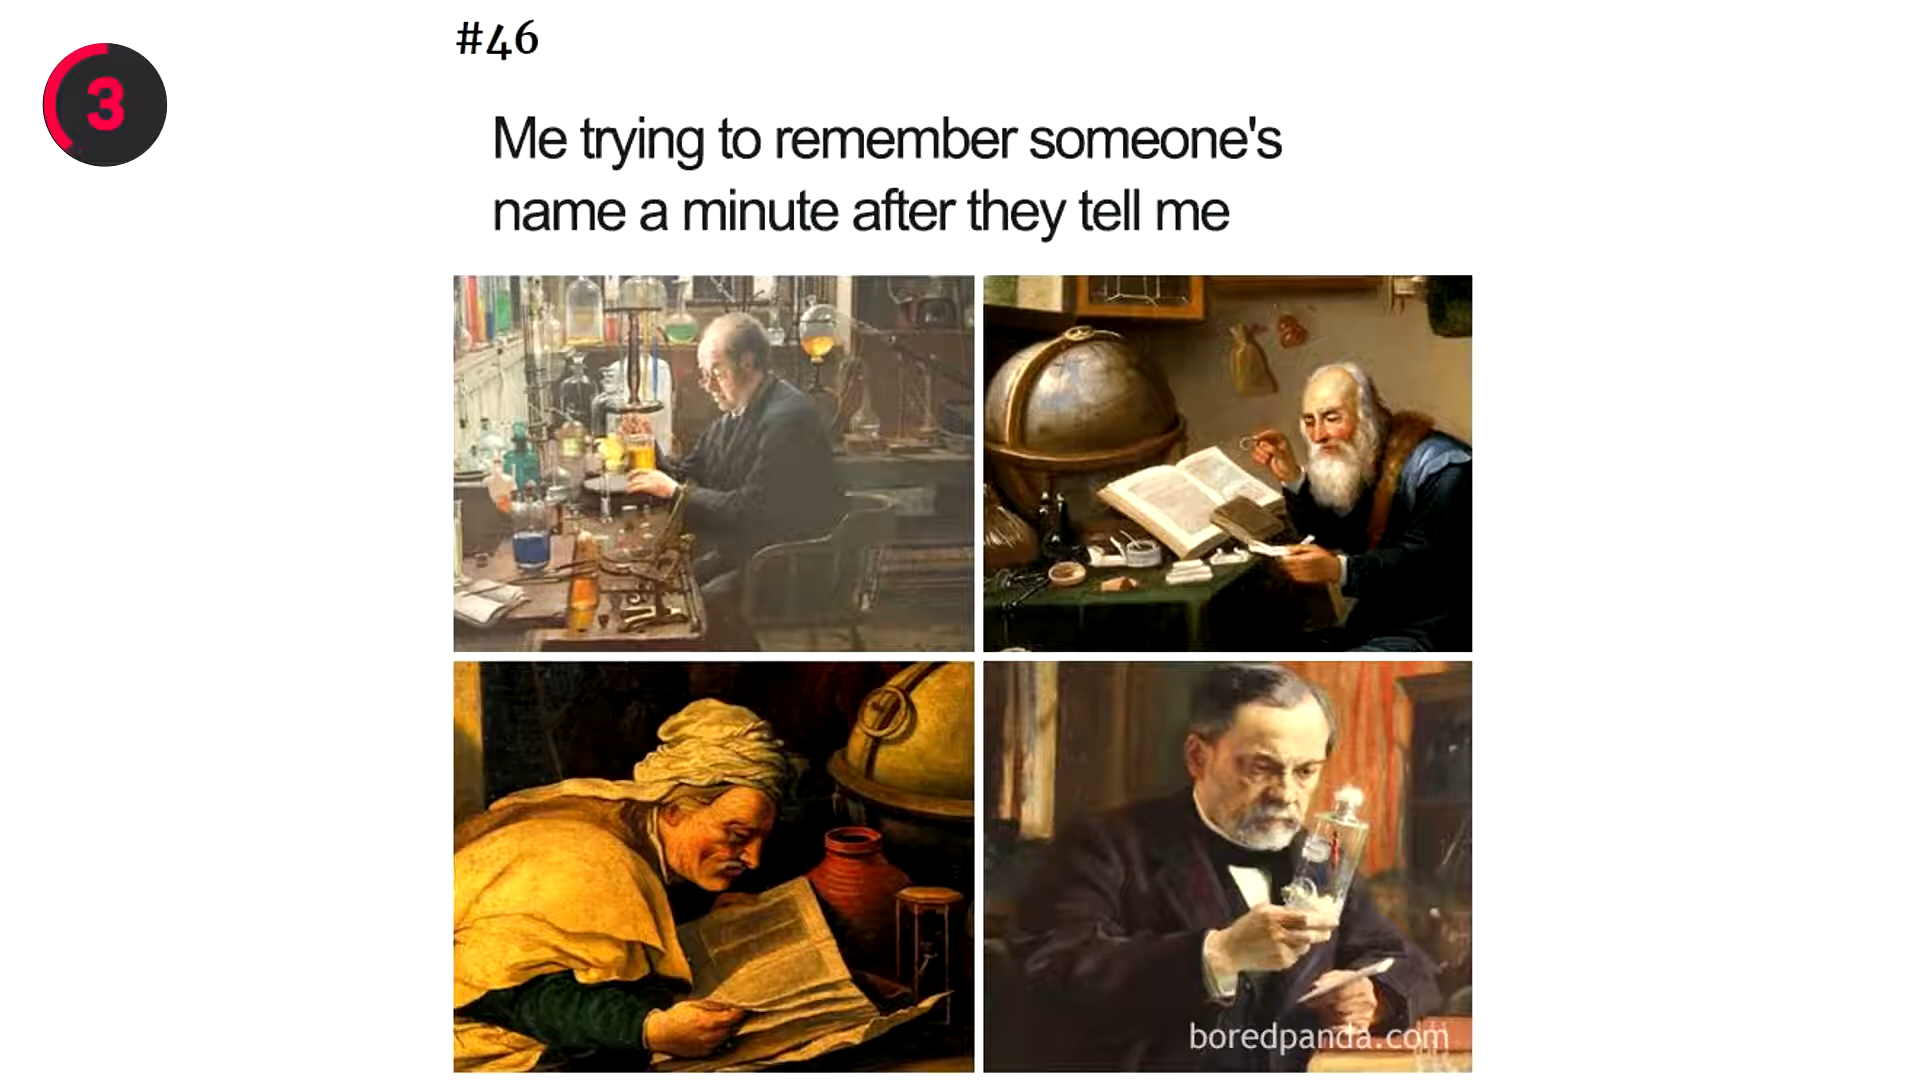 #46
3
Me trying to remember someone's
name a minute after they tell me
boredpanda.com